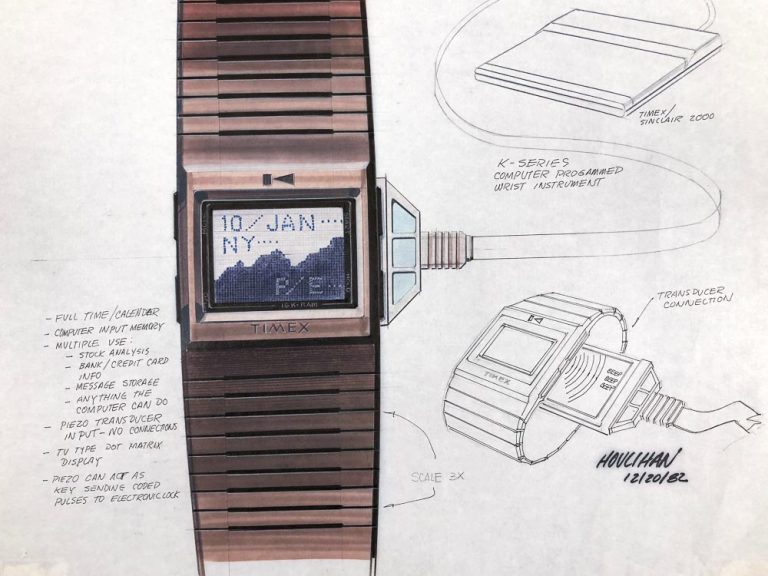 TIMEX/
SINCLAIR 2000
K-SERIES
COMPUTER PROGAMMED
WRIST INSTRUMENT
10/JAN....
NY....
P/E...
16 K-RAM
TIMEX
- FULL TIME/CALENDER
- COMPUTER INPUT MEMORY
- MULTIPLE USE:
- STOCK ANALYSIS
- BANK/CREDIT CARD
INFO
- MESSAGE STORAGE
- ANYTHING THE
COMPUTER CAN DO
- PIEZO TRANSDUCER
INPUT-NO CONNECTIONS
- TV TYPE DOT MATRIX
DISPLAY
- PIEZO CAN ACT AS
KEY SENDING CODED
PULSES TO ELECTRONIC LOCK
TRANSDUCER
CONNECTION
TIMEX
BEEP
BEEP
BEEP
SCALE 3X
HOULIHAN
12/20/82